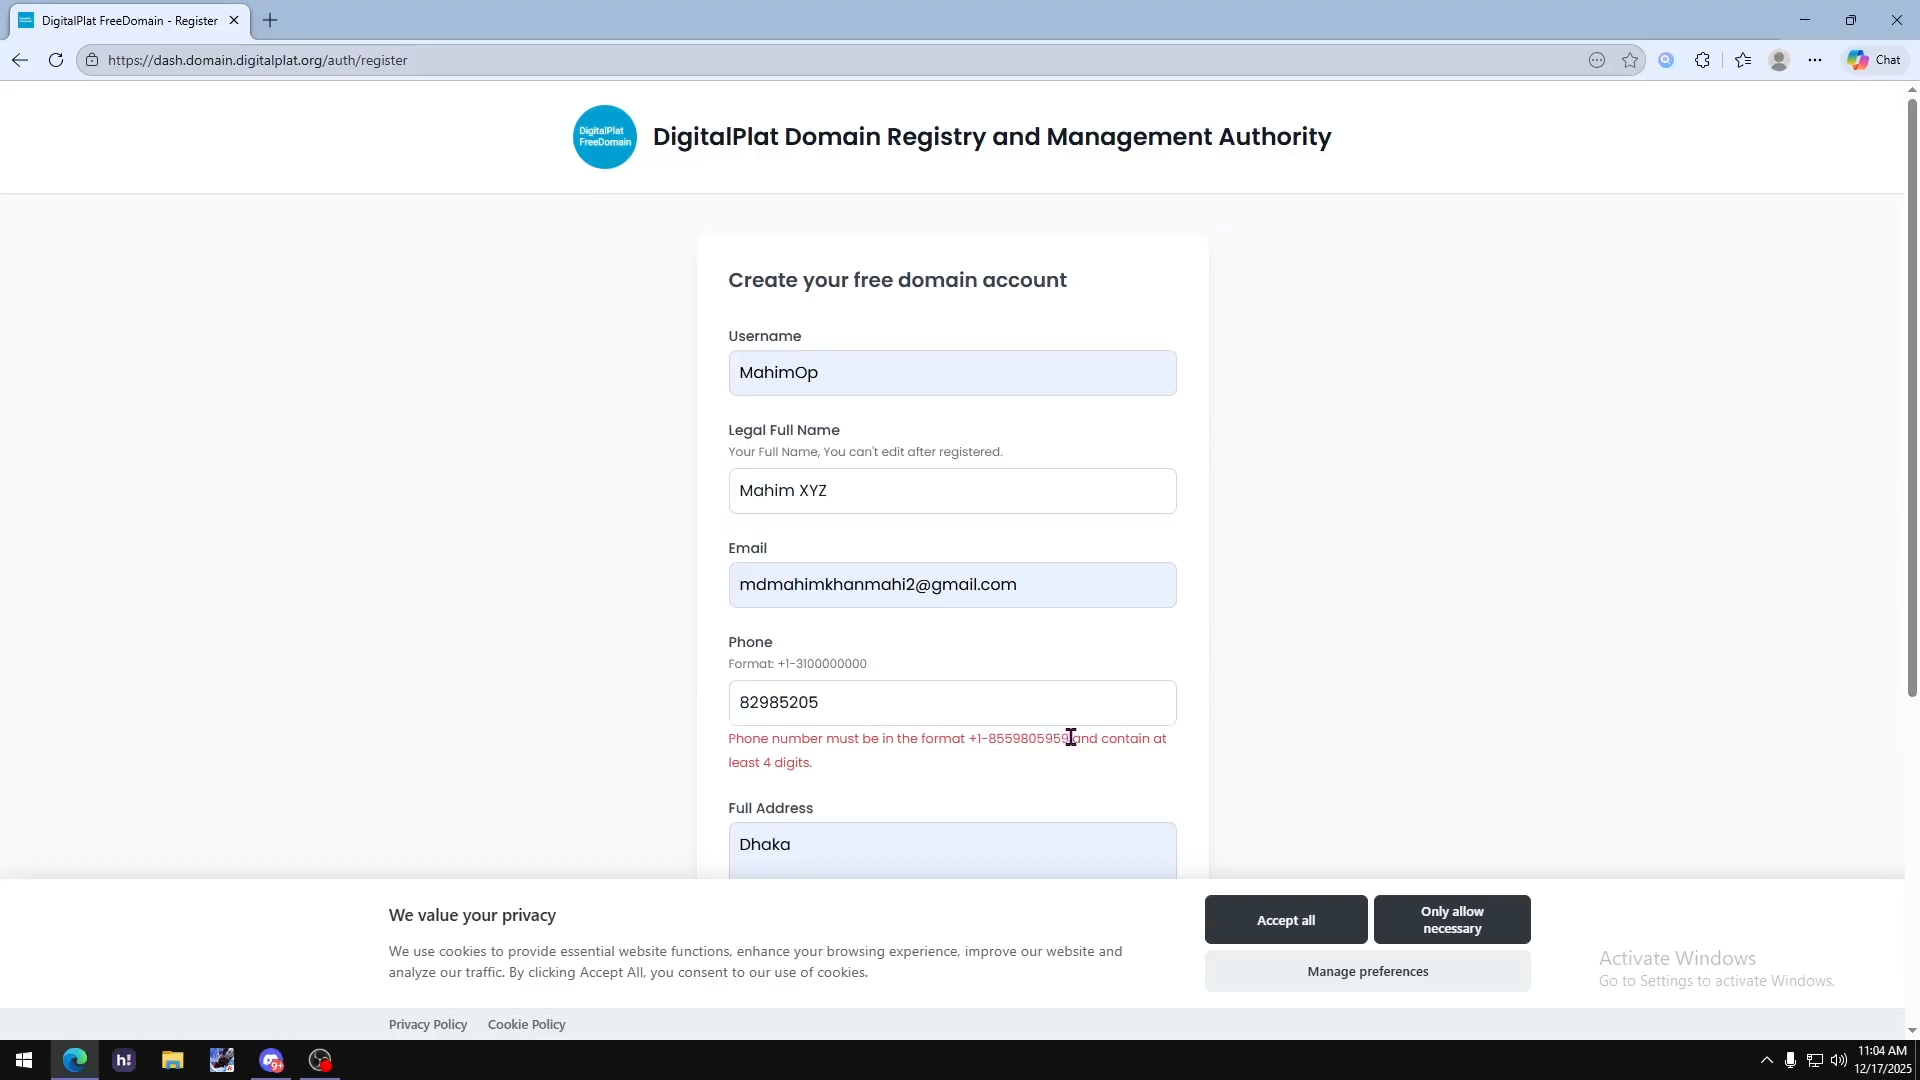 DigitalPlat FreeDomain - Register
https://dash.domain.digitalplat.org/auth/register
Chat
DigitalPlat
FreeDomain
DigitalPlat Domain Registry and Management Authority
Create your free domain account
Username
MahimOp
Legal Full Name
Your Full Name, You can't edit after registered.
Mahim XYZ
Email
mdmahimkhanmahi2@gmail.com
Phone
Format: +1-3100000000
82985205
Phone number must be in the format +1-8559805959 and contain at
least 4 digits.
Full Address
Dhaka
We value your privacy
We use cookies to provide essential website functions, enhance your browsing experience, improve our website and
analyze our traffic. By clicking Accept All, you consent to our use of cookies.
Accept all
Only allow
necessary
Manage preferences
Activate Windows
Go to Settings to activate Windows.
Privacy Policy
Cookie Policy
h!
9+
11:04 AM
12/17/2025